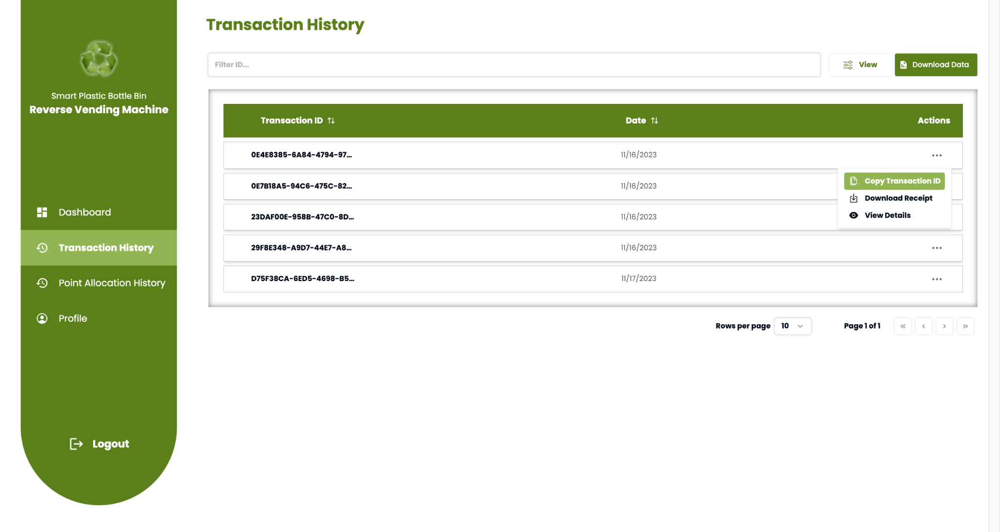 Transaction History
Smart Plastic Bottle Bin
Reverse Vending Machine
Dashboard
Transaction History
Point Allocation History
Profile
Logout
Filter ID...
View
Download Data
Transaction ID Date Actions
0E4E8385-6A84-4794-97... 11/16/2023
0E7B18A5-94C6-475C-82... 11/16/2023
23DAF00E-958B-47C0-8D... 11/16/2023
29F8E348-A9D7-44E7-A8... 11/16/2023
D75F38CA-6ED5-4698-B5... 11/17/2023
Copy Transaction ID
Download Receipt
View Details
Rows per page 10 Page 1 of 1